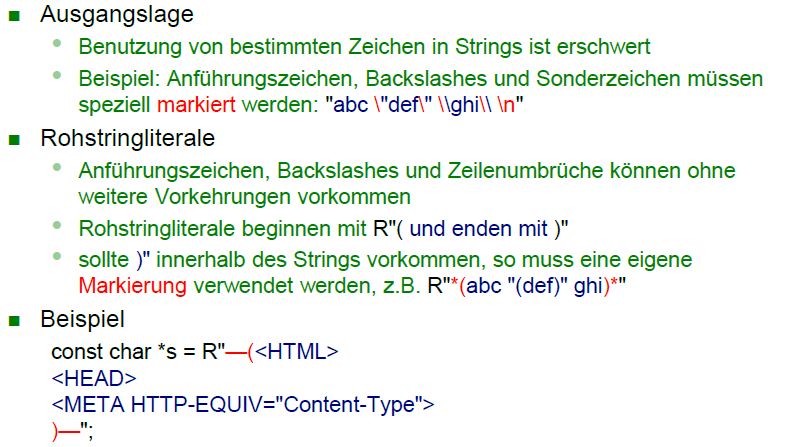 Ausgangslage
Benutzung von bestimmten Zeichen in Strings ist erschwert
Beispiel: Anführungszeichen, Backslashes und Sonderzeichen müssen
speziell markiert werden: "abc \"def\" \\ghi\\ \n"
Rohstringliterale
Anführungszeichen, Backslashes und Zeilenumbrüche können ohne
weitere Vorkehrungen vorkommen
Rohstringliterale beginnen mit R"( und enden mit )"
sollte )" innerhalb des Strings vorkommen, so muss eine eigene
Markierung verwendet werden, z.B. R"*(abc "(def)" ghi)*"
Beispiel
const char *s = R"—(<HTML>
<HEAD>
<META HTTP-EQUIV="Content-Type">
)—";